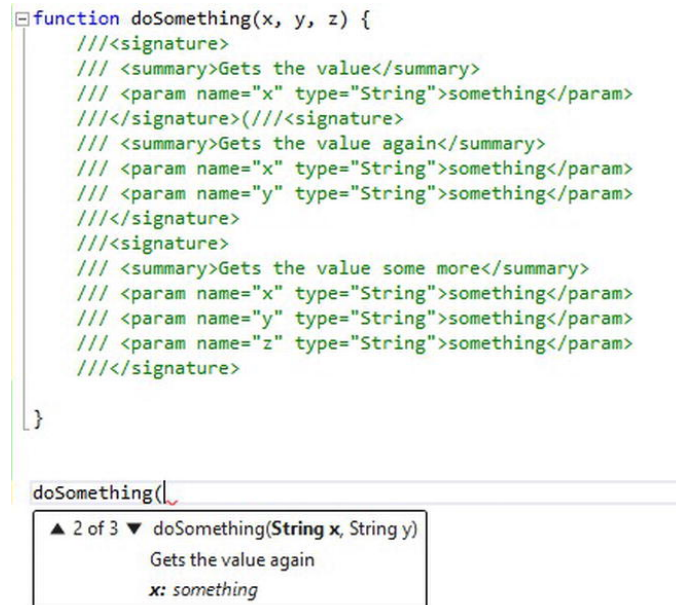 function doSomething(x, y, z) {
///<signature>
/// <summary>Gets the value</summary>
/// <param name="x" type="String">something</param>
///</signature>(///<signature>
/// <summary>Gets the value again</summary>
/// <param name="x" type="String">something</param>
/// <param name="y" type="String">something</param>
///</signature>
///<signature>
/// <summary>Gets the value some more</summary>
/// <param name="x" type="String">something</param>
/// <param name="y" type="String">something</param>
/// <param name="z" type="String">something</param>
///</signature>
}
doSomething(
▲ 2 of 3 ▼ doSomething(String x, String y)
Gets the value again
x: something